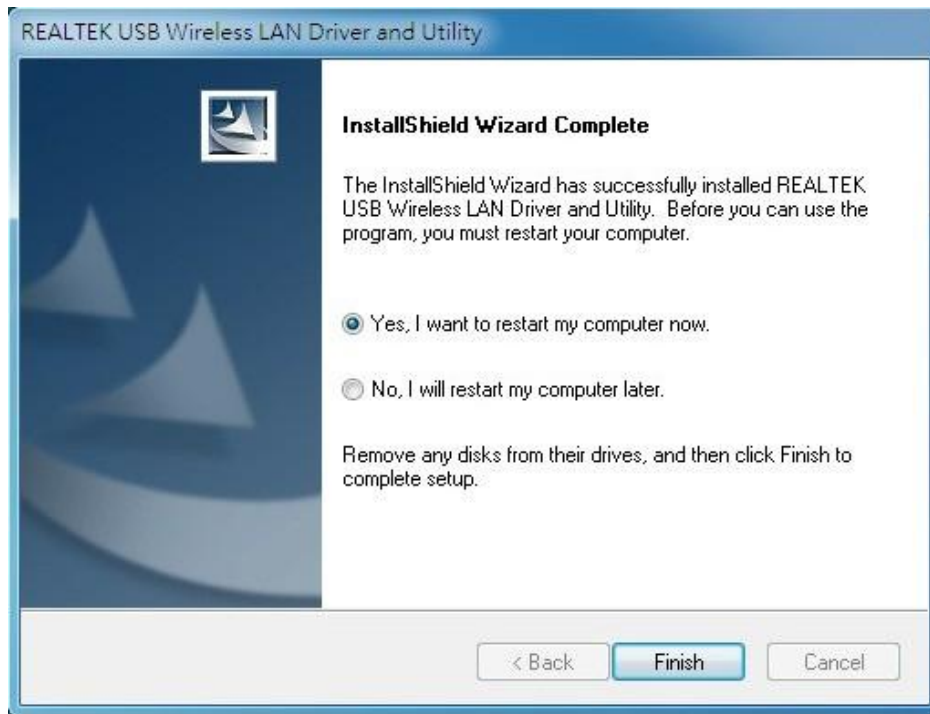 REALTEK USB Wireless LAN Driver and Utility
InstallShield Wizard Complete
The InstallShield Wizard has successfully installed REALTEK
USB Wireless LAN Driver and Utility. Before you can use the
program, you must restart your computer.
Yes, I want to restart my computer now.
No, I will restart my computer later.
Remove any disks from their drives, and then click Finish to
complete setup.
< Back Finish Cancel